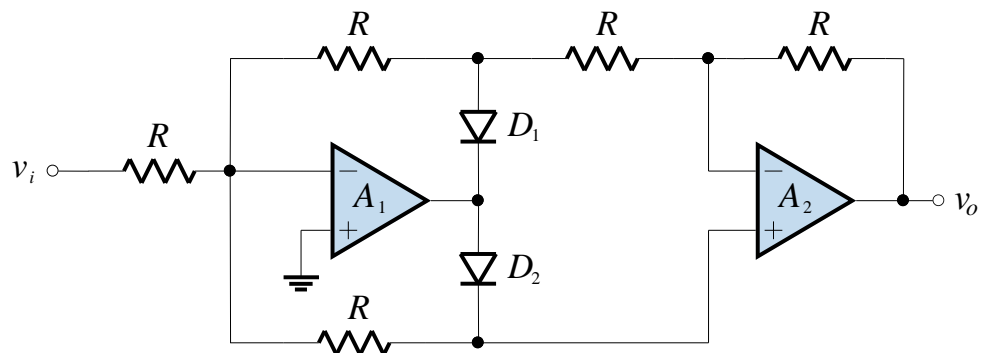 R R R
R D₁
vᵢ − A₁ + − A₂ + vₒ
D₂
R